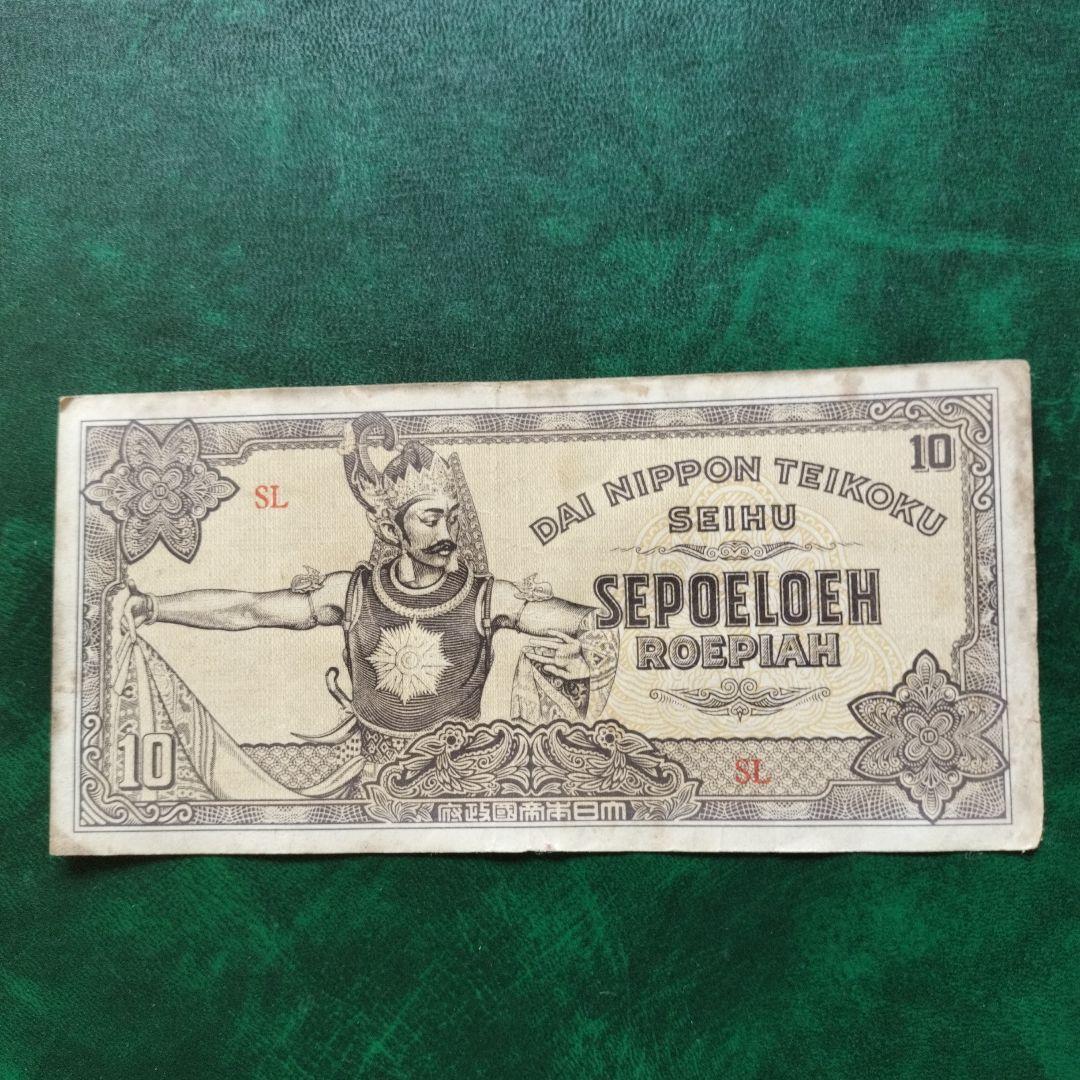 10
SL
DAI NIPPON TEIKOKU
SEIHU
SEPOELOEH
ROEPIAH
10
SL
府政國帝本日大